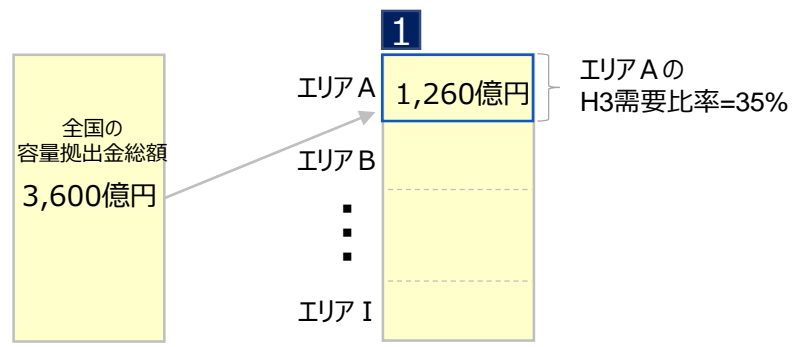 1
エリアA
1,260億円
エリアAの
H3需要比率=35%
全国の
容量拠出金総額
3,600億円
エリアB
エリアI